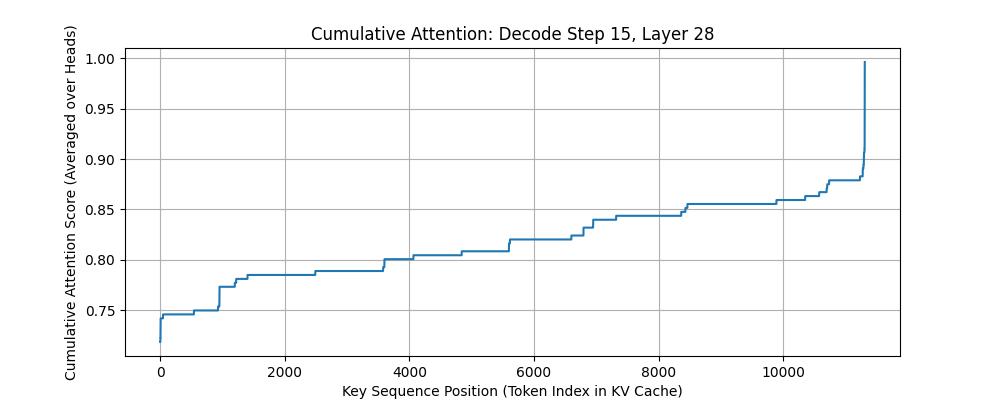 Cumulative Attention: Decode Step 15, Layer 28
Cumulative Attention Score (Averaged over Heads)
1.00
0.95
0.90
0.85
0.80
0.75
0 2000 4000 6000 8000 10000
Key Sequence Position (Token Index in KV Cache)